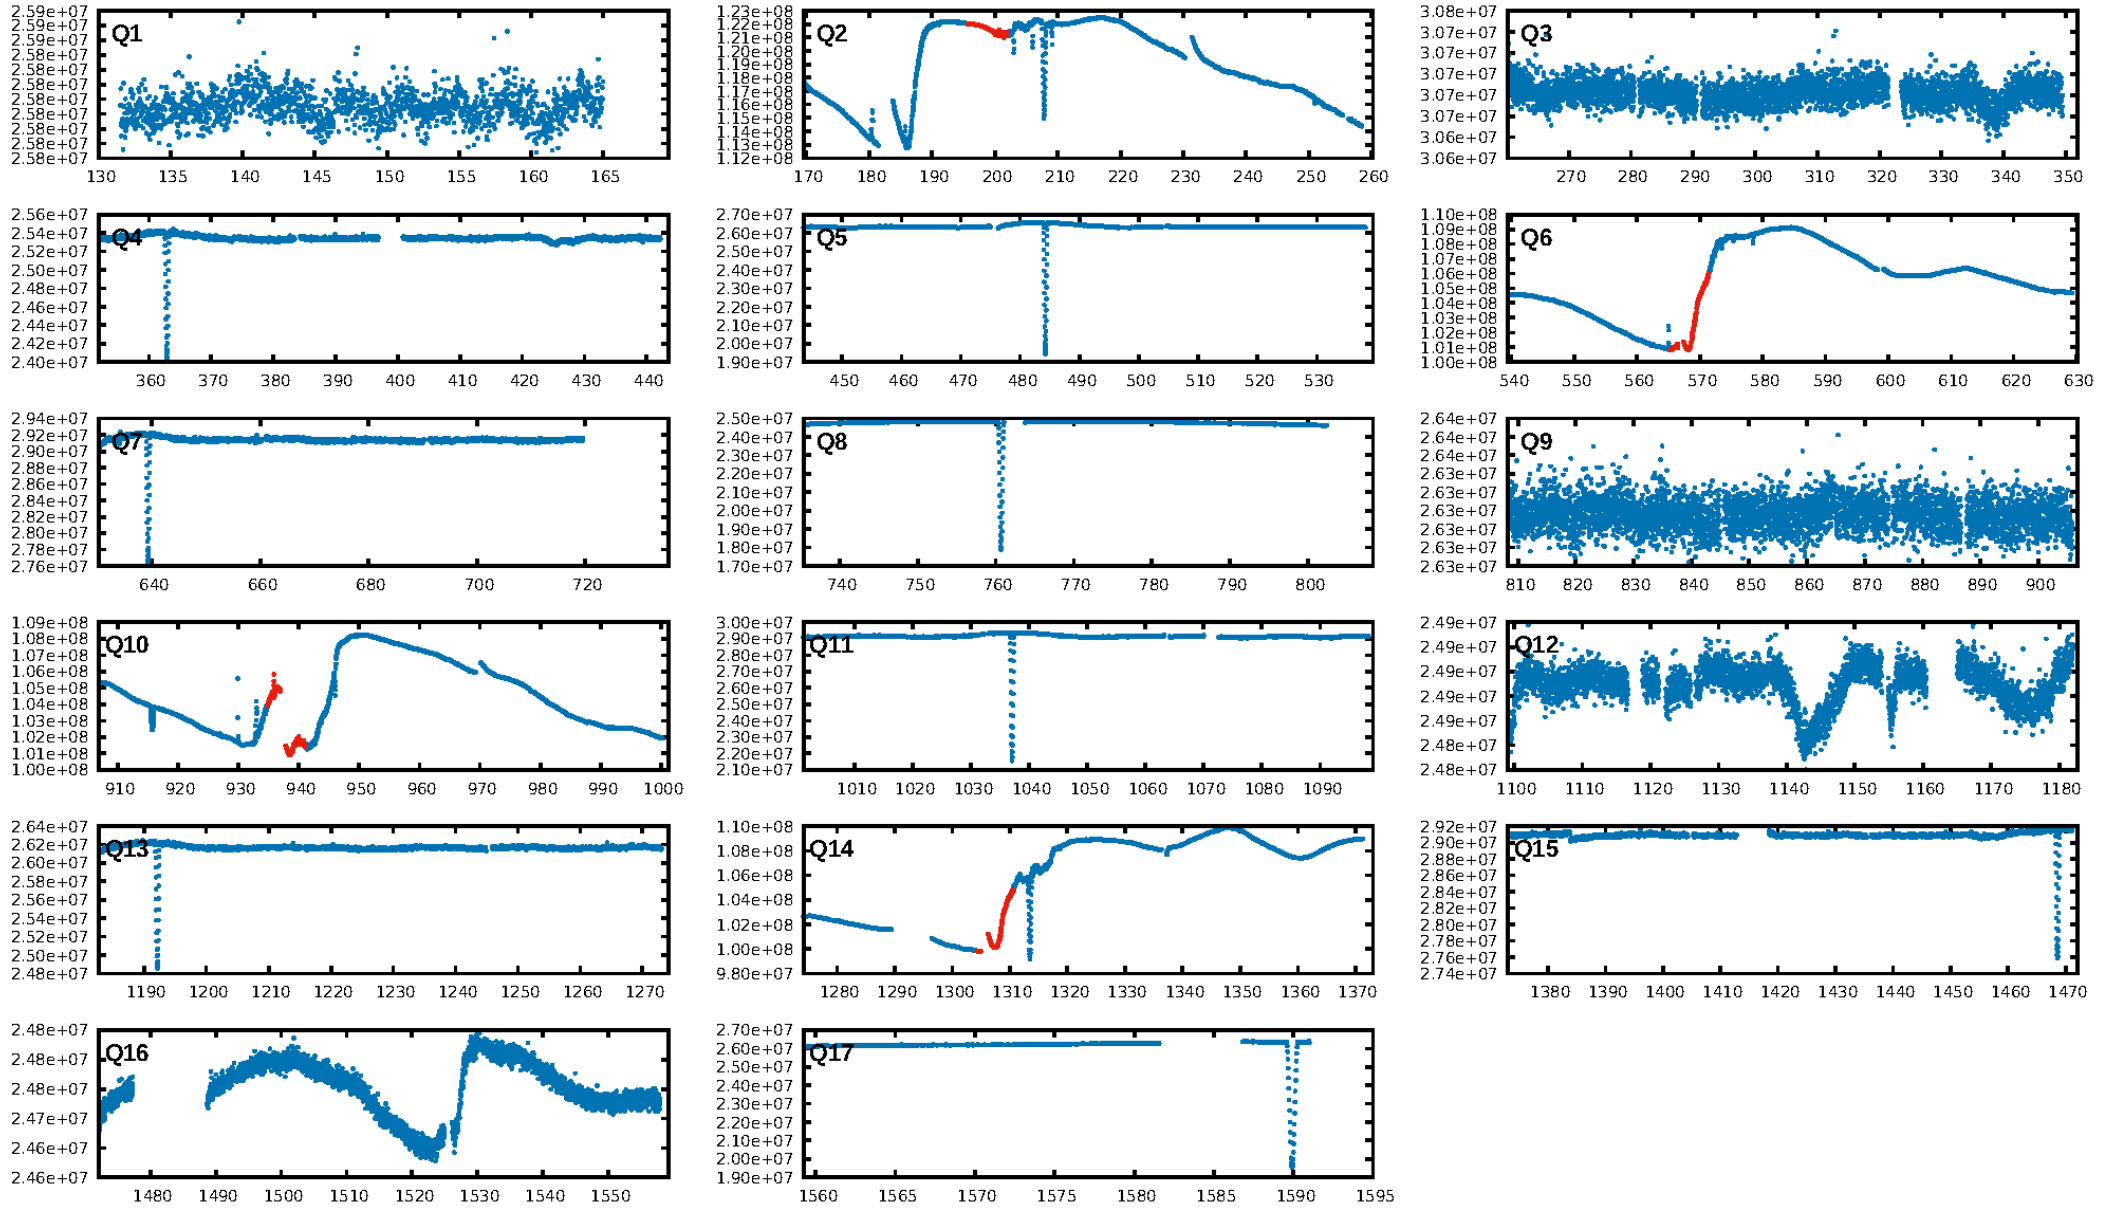 2.59e+07
2.59e+07
2.59e+07
2.58e+07
2.58e+07
2.58e+07
2.58e+07
2.58e+07
2.58e+07
2.58e+07
2.58e+07
Q1
130 135 140 145 150 155 160 165
1.23e+08
1.22e+08
1.21e+08
1.19e+08
1.18e+08
1.17e+08
1.16e+08
1.15e+08
1.14e+08
1.13e+08
1.12e+08
Q2
170 180 190 200 210 220 230 240 250 260
3.08e+07
3.07e+07
3.07e+07
3.07e+07
3.07e+07
3.07e+07
3.06e+07
3.06e+07
Q3
270 280 290 300 310 320 330 340 350
2.56e+07
2.54e+07
2.52e+07
2.50e+07
2.48e+07
2.46e+07
2.44e+07
2.42e+07
2.40e+07
Q4
360 370 380 390 400 410 420 430 440
2.70e+07
2.60e+07
2.50e+07
2.40e+07
2.30e+07
2.20e+07
2.10e+07
2.00e+07
1.90e+07
Q5
450 460 470 480 490 500 510 520 530
1.10e+08
1.09e+08
1.08e+08
1.07e+08
1.06e+08
1.05e+08
1.04e+08
1.03e+08
1.02e+08
1.01e+08
1.00e+08
Q6
540 550 560 570 580 590 600 610 620 630
2.94e+07
2.92e+07
2.90e+07
2.88e+07
2.86e+07
2.84e+07
2.82e+07
2.80e+07
2.78e+07
2.76e+07
Q7
640 660 680 700 720
2.50e+07
2.40e+07
2.30e+07
2.20e+07
2.10e+07
2.00e+07
1.90e+07
1.80e+07
1.70e+07
Q8
740 750 760 770 780 790 800
2.64e+07
2.64e+07
2.64e+07
2.63e+07
2.63e+07
2.63e+07
2.63e+07
2.63e+07
2.63e+07
Q9
810 820 830 840 850 860 870 880 890 900
1.09e+08
1.08e+08
1.07e+08
1.06e+08
1.05e+08
1.04e+08
1.03e+08
1.02e+08
1.01e+08
1.00e+08
Q10
910 920 930 940 950 960 970 980 990 1000
3.00e+07
2.90e+07
2.80e+07
2.70e+07
2.60e+07
2.50e+07
2.40e+07
2.30e+07
2.20e+07
2.10e+07
Q11
1010 1020 1030 1040 1050 1060 1070 1080 1090
2.49e+07
2.49e+07
2.49e+07
2.49e+07
2.49e+07
2.48e+07
2.48e+07
Q12
1100 1110 1120 1130 1140 1150 1160 1170 1180
2.64e+07
2.62e+07
2.60e+07
2.58e+07
2.56e+07
2.54e+07
2.52e+07
2.50e+07
2.48e+07
Q13
1190 1200 1210 1220 1230 1240 1250 1260 1270
1.10e+08
1.08e+08
1.06e+08
1.04e+08
1.02e+08
1.00e+08
9.80e+07
Q14
1280 1290 1300 1310 1320 1330 1340 1350 1360 1370
2.92e+07
2.90e+07
2.88e+07
2.86e+07
2.84e+07
2.82e+07
2.80e+07
2.78e+07
2.76e+07
2.74e+07
Q15
1380 1390 1400 1410 1420 1430 1440 1450 1460 1470
2.48e+07
2.48e+07
2.48e+07
2.47e+07
2.46e+07
2.46e+07
Q16
1480 1490 1500 1510 1520 1530 1540 1550
2.70e+07
2.60e+07
2.50e+07
2.40e+07
2.30e+07
2.20e+07
2.10e+07
2.00e+07
1.90e+07
Q17
1560 1565 1570 1575 1580 1585 1590 1595